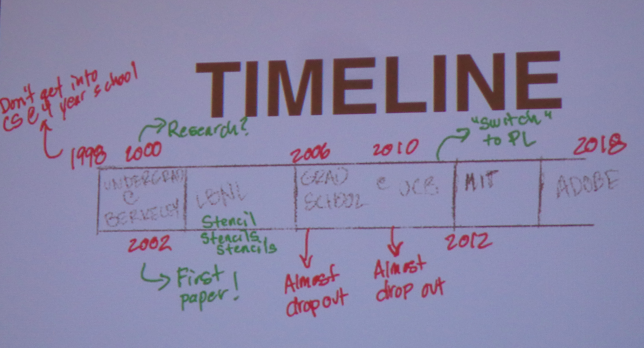 TIMELINE
Don't get into
CS @ 4 year school
1998
2000
Research?
2006
2010
"Switch"
to PL
2018
UNDERGRAD
@
BERKELEY
LBNL
Stencil
Stencils
Stencils
GRAD
SCHOOL
@ UCB
MIT
ADOBE
2002
First
paper!
Almost
drop out
Almost
drop out
2012